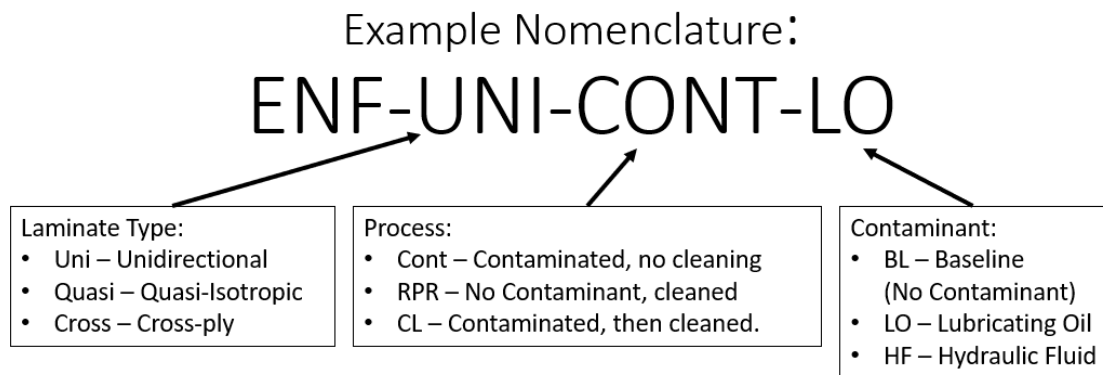 Example Nomenclature:
ENF-UNI-CONT-LO
Laminate Type:
• Uni – Unidirectional
• Quasi – Quasi-Isotropic
• Cross – Cross-ply
Process:
• Cont – Contaminated, no cleaning
• RPR – No Contaminant, cleaned
• CL – Contaminated, then cleaned.
Contaminant:
• BL – Baseline
(No Contaminant)
• LO – Lubricating Oil
• HF – Hydraulic Fluid